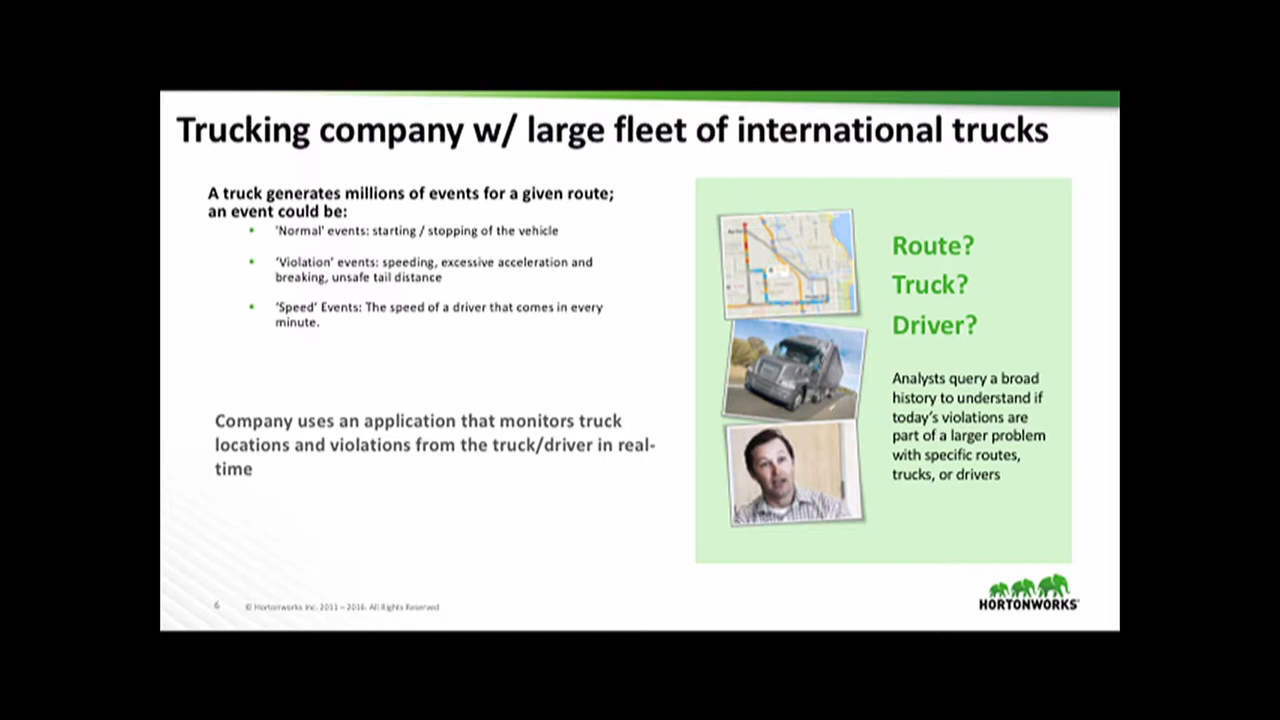 Trucking company w/ large fleet of international trucks
A truck generates millions of events for a given route;
an event could be:
• 'Normal' events: starting / stopping of the vehicle
• 'Violation' events: speeding, excessive acceleration and
breaking, unsafe tail distance
• 'Speed' Events: The speed of a driver that comes in every
minute.
Company uses an application that monitors truck
locations and violations from the truck/driver in real-
time
Route?
Truck?
Driver?
Analysts query a broad
history to understand if
today's violations are
part of a larger problem
with specific routes,
trucks, or drivers
6 © Hortonworks Inc. 2011 – 2016. All Rights Reserved
HORTONWORKS